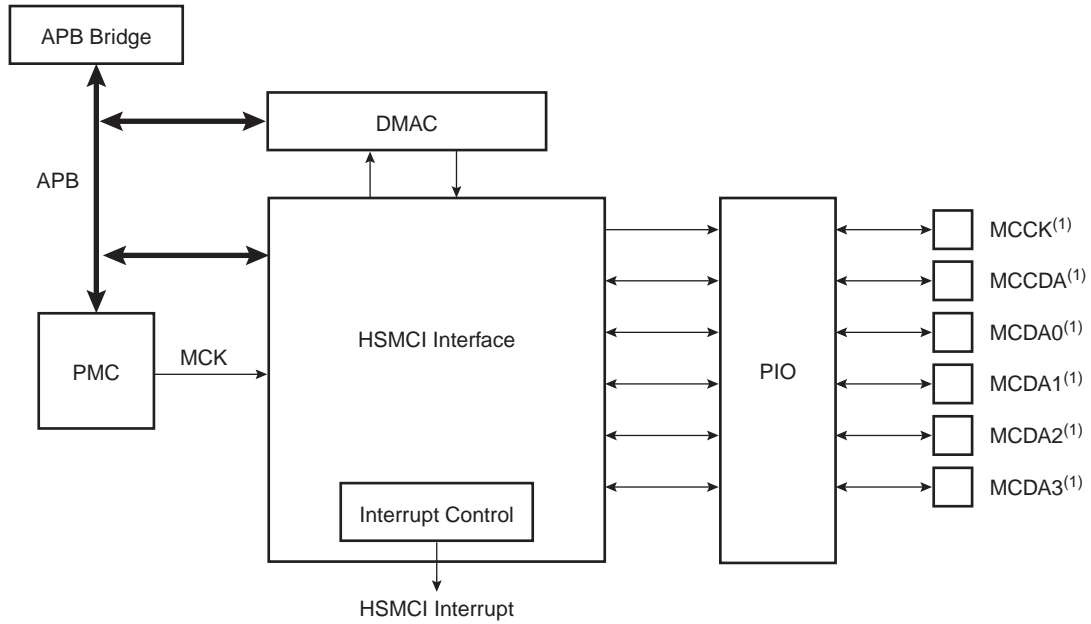 APB Bridge
DMAC
APB
MCCK(1)
MCCDA(1)
HSMCI Interface
MCDA0(1)
MCK
PMC
PIO
MCDA1(1)
MCDA2(1)
MCDA3(1)
Interrupt Control
HSMCI Interrupt